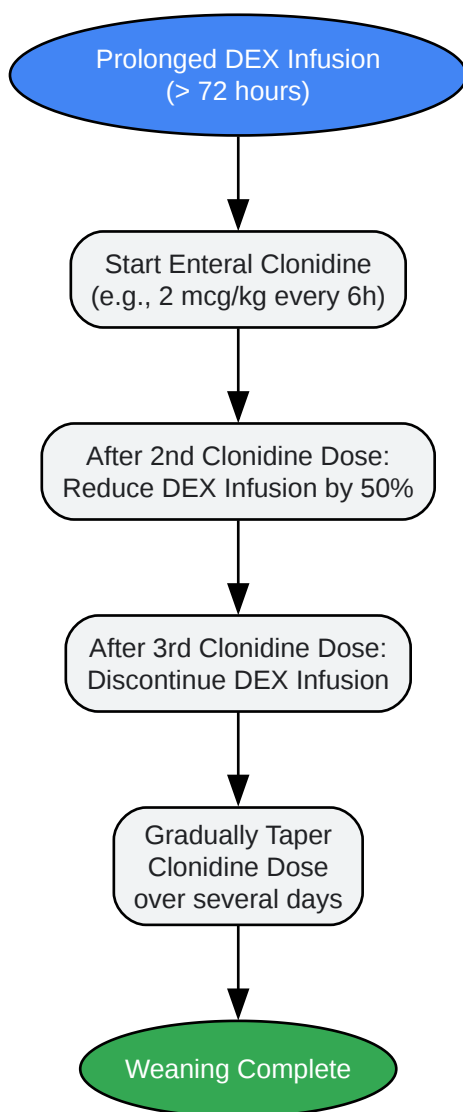 Prolonged DEX Infusion
(> 72 hours)
Start Enteral Clonidine
(e.g., 2 mcg/kg every 6h)
After 2nd Clonidine Dose:
Reduce DEX Infusion by 50%
After 3rd Clonidine Dose:
Discontinue DEX Infusion
Gradually Taper
Clonidine Dose
over several days
Weaning Complete